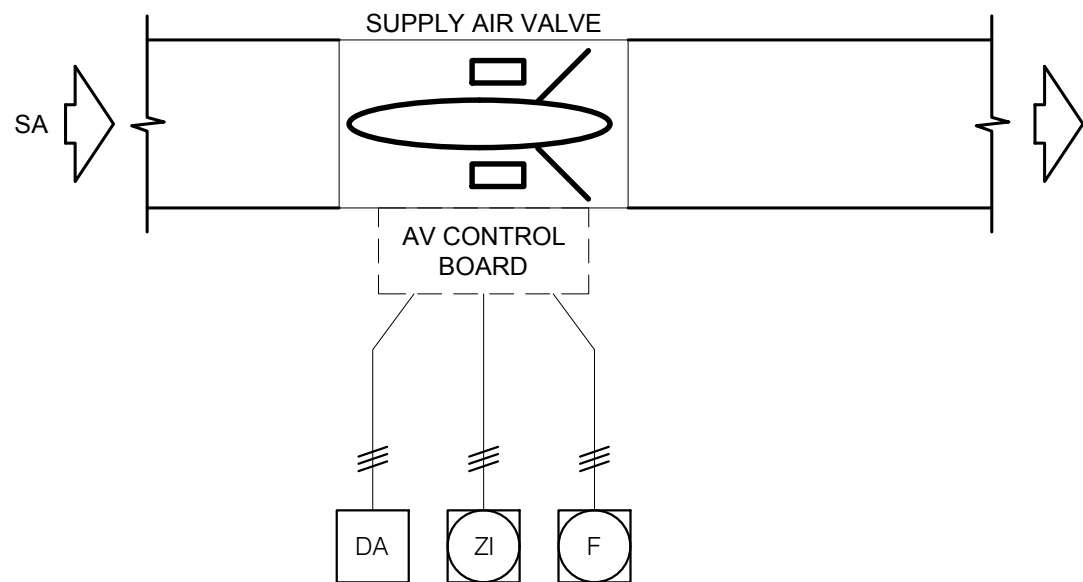 SUPPLY AIR VALVE
SA
AV CONTROL
BOARD
DA
ZI
F